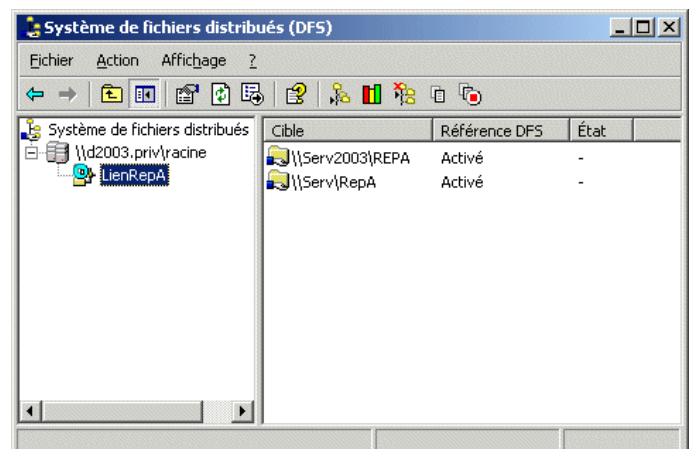 Système de fichiers distribués (DFS)
Fichier Action Affichage ?
Système de fichiers distribués
\\d2003.priv\racine
LienRepA
Cible Référence DFS État
\\Serv2003\REPA Activé -
\\Serv\RepA Activé -